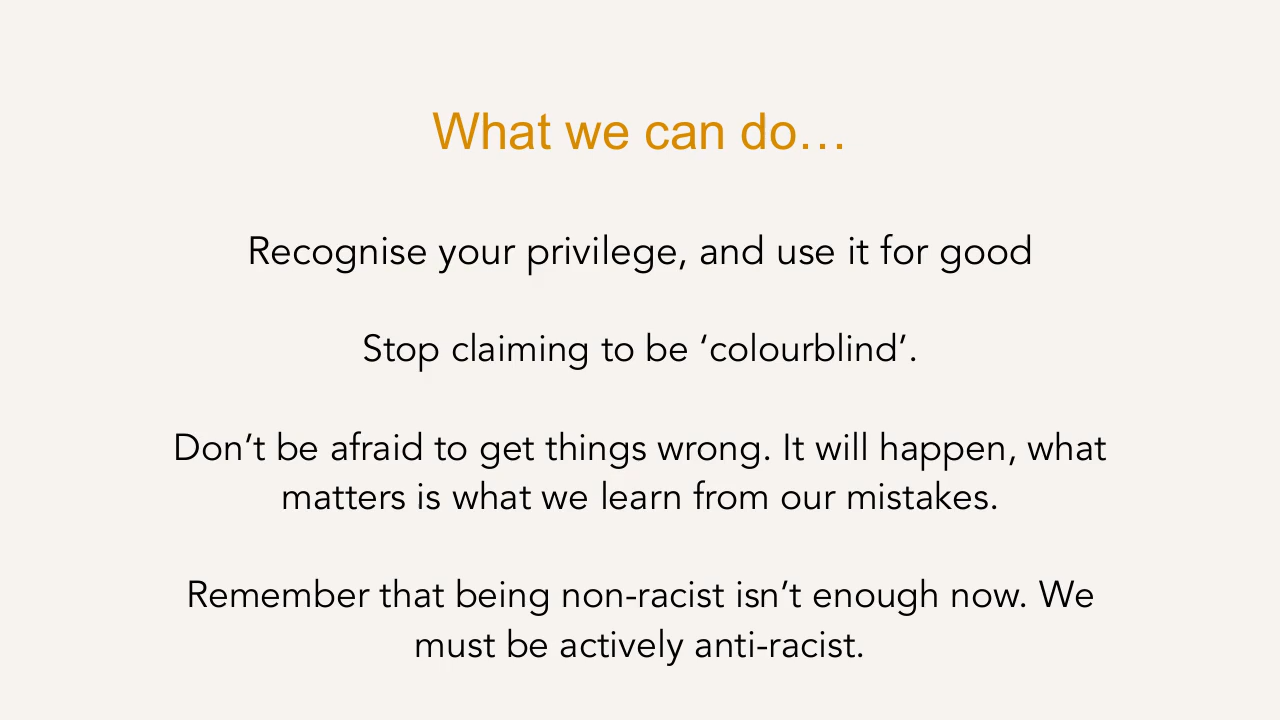 What we can do…
Recognise your privilege, and use it for good
Stop claiming to be ‘colourblind’.
Don’t be afraid to get things wrong. It will happen, what
matters is what we learn from our mistakes.
Remember that being non-racist isn’t enough now. We
must be actively anti-racist.